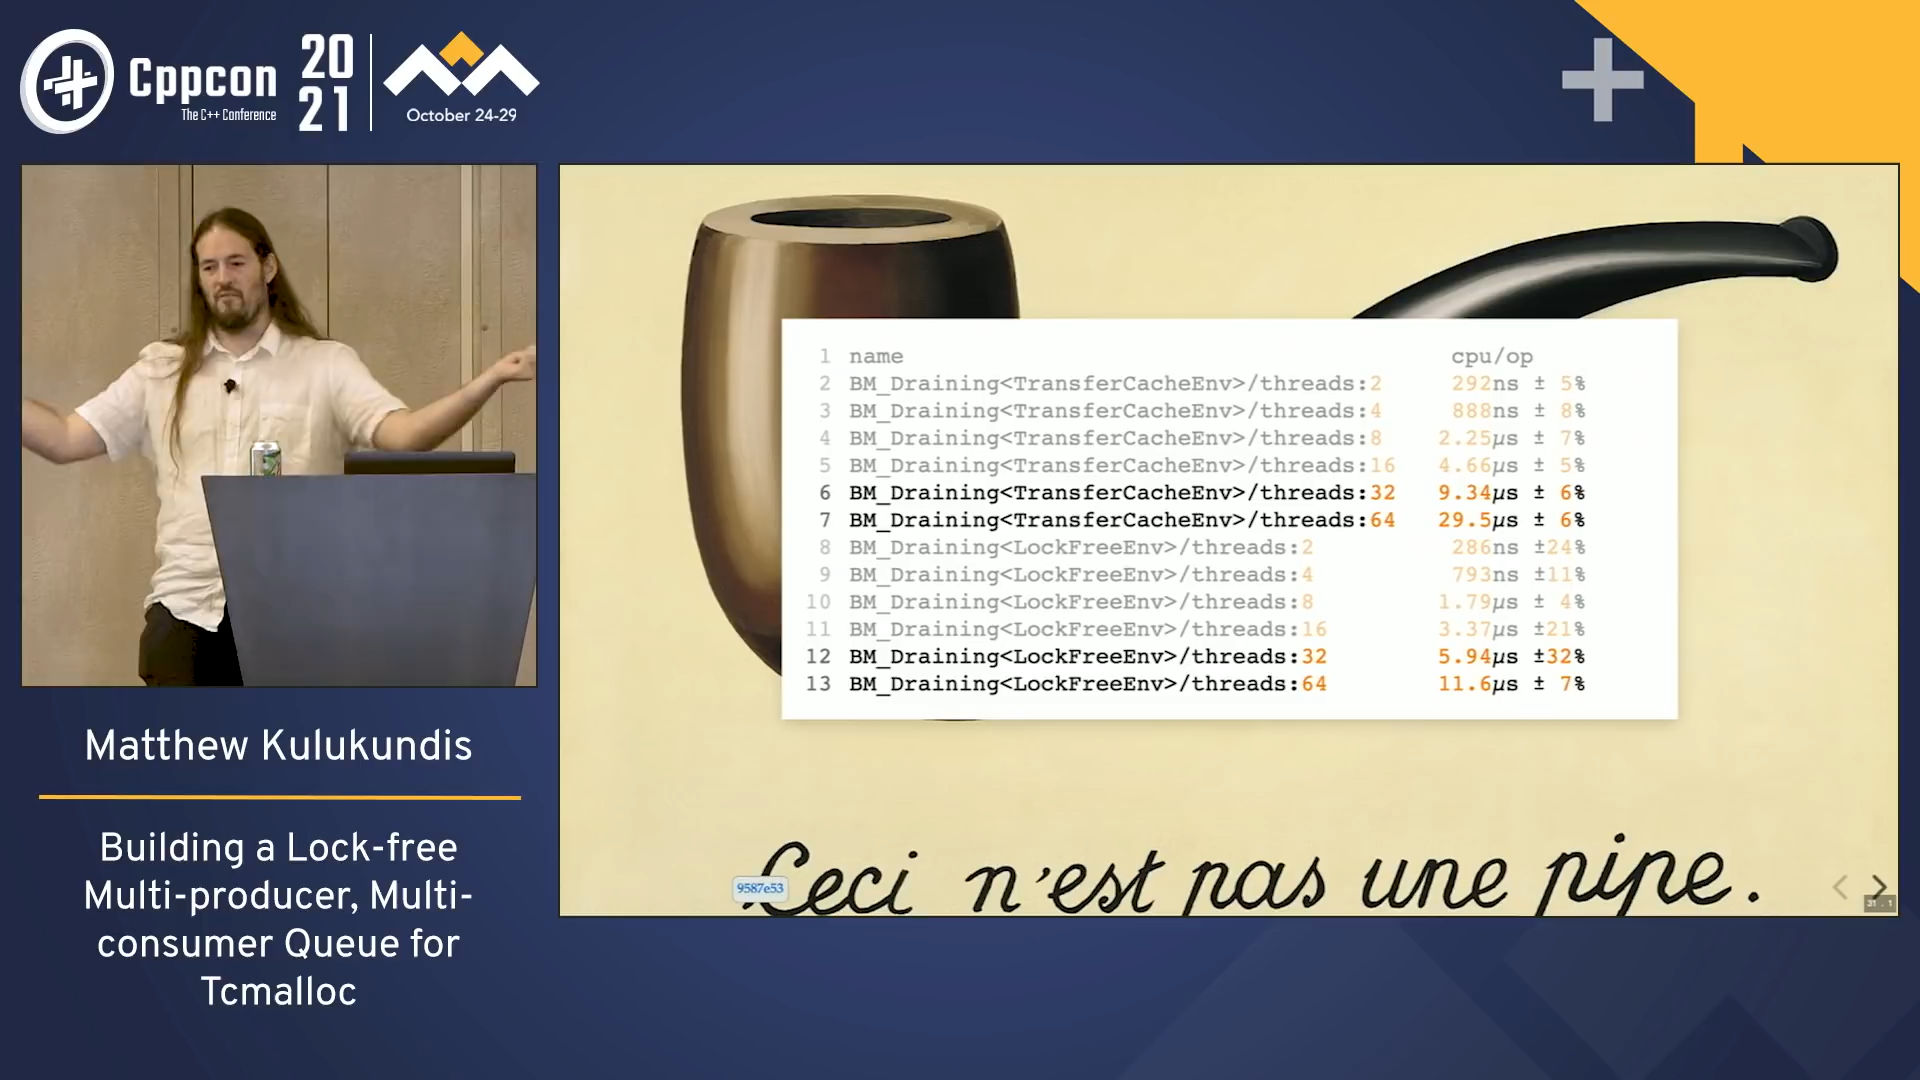 Cppcon
The C++ Conference
20
21
October 24-29
1 name cpu/op
2 BM_Draining<TransferCacheEnv>/threads:2 292ns ± 5%
3 BM_Draining<TransferCacheEnv>/threads:4 888ns ± 8%
4 BM_Draining<TransferCacheEnv>/threads:8 2.25µs ± 7%
5 BM_Draining<TransferCacheEnv>/threads:16 4.66µs ± 5%
6 BM_Draining<TransferCacheEnv>/threads:32 9.34µs ± 6%
7 BM_Draining<TransferCacheEnv>/threads:64 29.5µs ± 6%
8 BM_Draining<LockFreeEnv>/threads:2 286ns ±24%
9 BM_Draining<LockFreeEnv>/threads:4 793ns ±11%
10 BM_Draining<LockFreeEnv>/threads:8 1.79µs ± 4%
11 BM_Draining<LockFreeEnv>/threads:16 3.37µs ±21%
12 BM_Draining<LockFreeEnv>/threads:32 5.94µs ±32%
13 BM_Draining<LockFreeEnv>/threads:64 11.6µs ± 7%
9587e53
Ceci n'est pas une pipe.
31.1
Matthew Kulukundis
Building a Lock-free
Multi-producer, Multi-
consumer Queue for
Tcmalloc